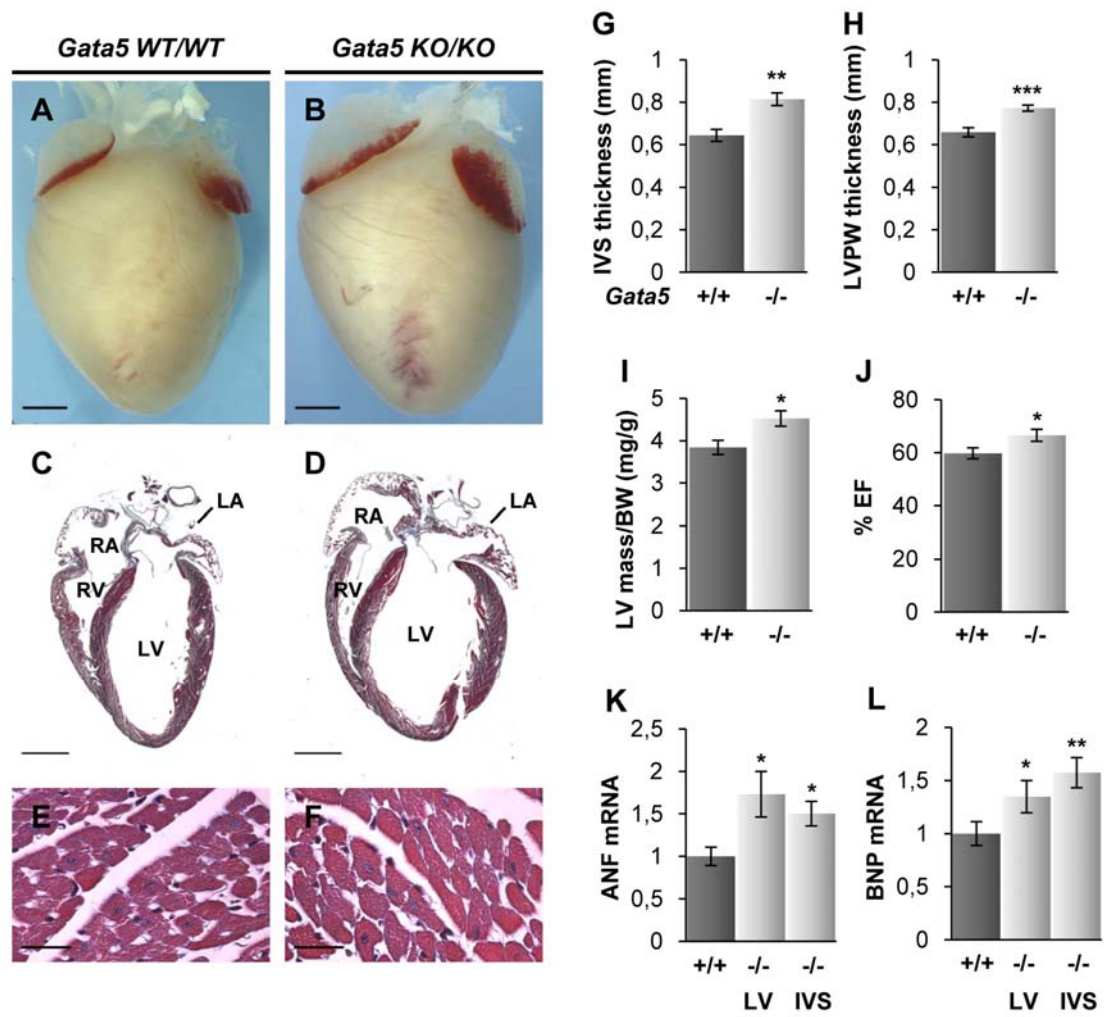 Gata5 WT/WT
Gata5 KO/KO
A
B
C
RA
RV
LV
D
LA
RA
RV
LV
E
F
G
IVS thickness (mm)
1
0,8
0,6
0,4
0,2
0
**
Gata5
+/+
-/-
H
LVPW thickness (mm)
1
0,8
0,6
0,4
0,2
0
***
+/+
-/-
I
LV mass/BW (mg/g)
6
5
4
3
2
1
0
*
+/+
-/-
J
% EF
80
60
40
20
0
*
+/+
-/-
K
ANF mRNA
2,5
2
1,5
1
0,5
0
*
*
+/+
-/-
-/-
LV
IVS
L
BNP mRNA
2
1,5
1
0,5
0
*
**
+/+
-/-
-/-
LV
IVS